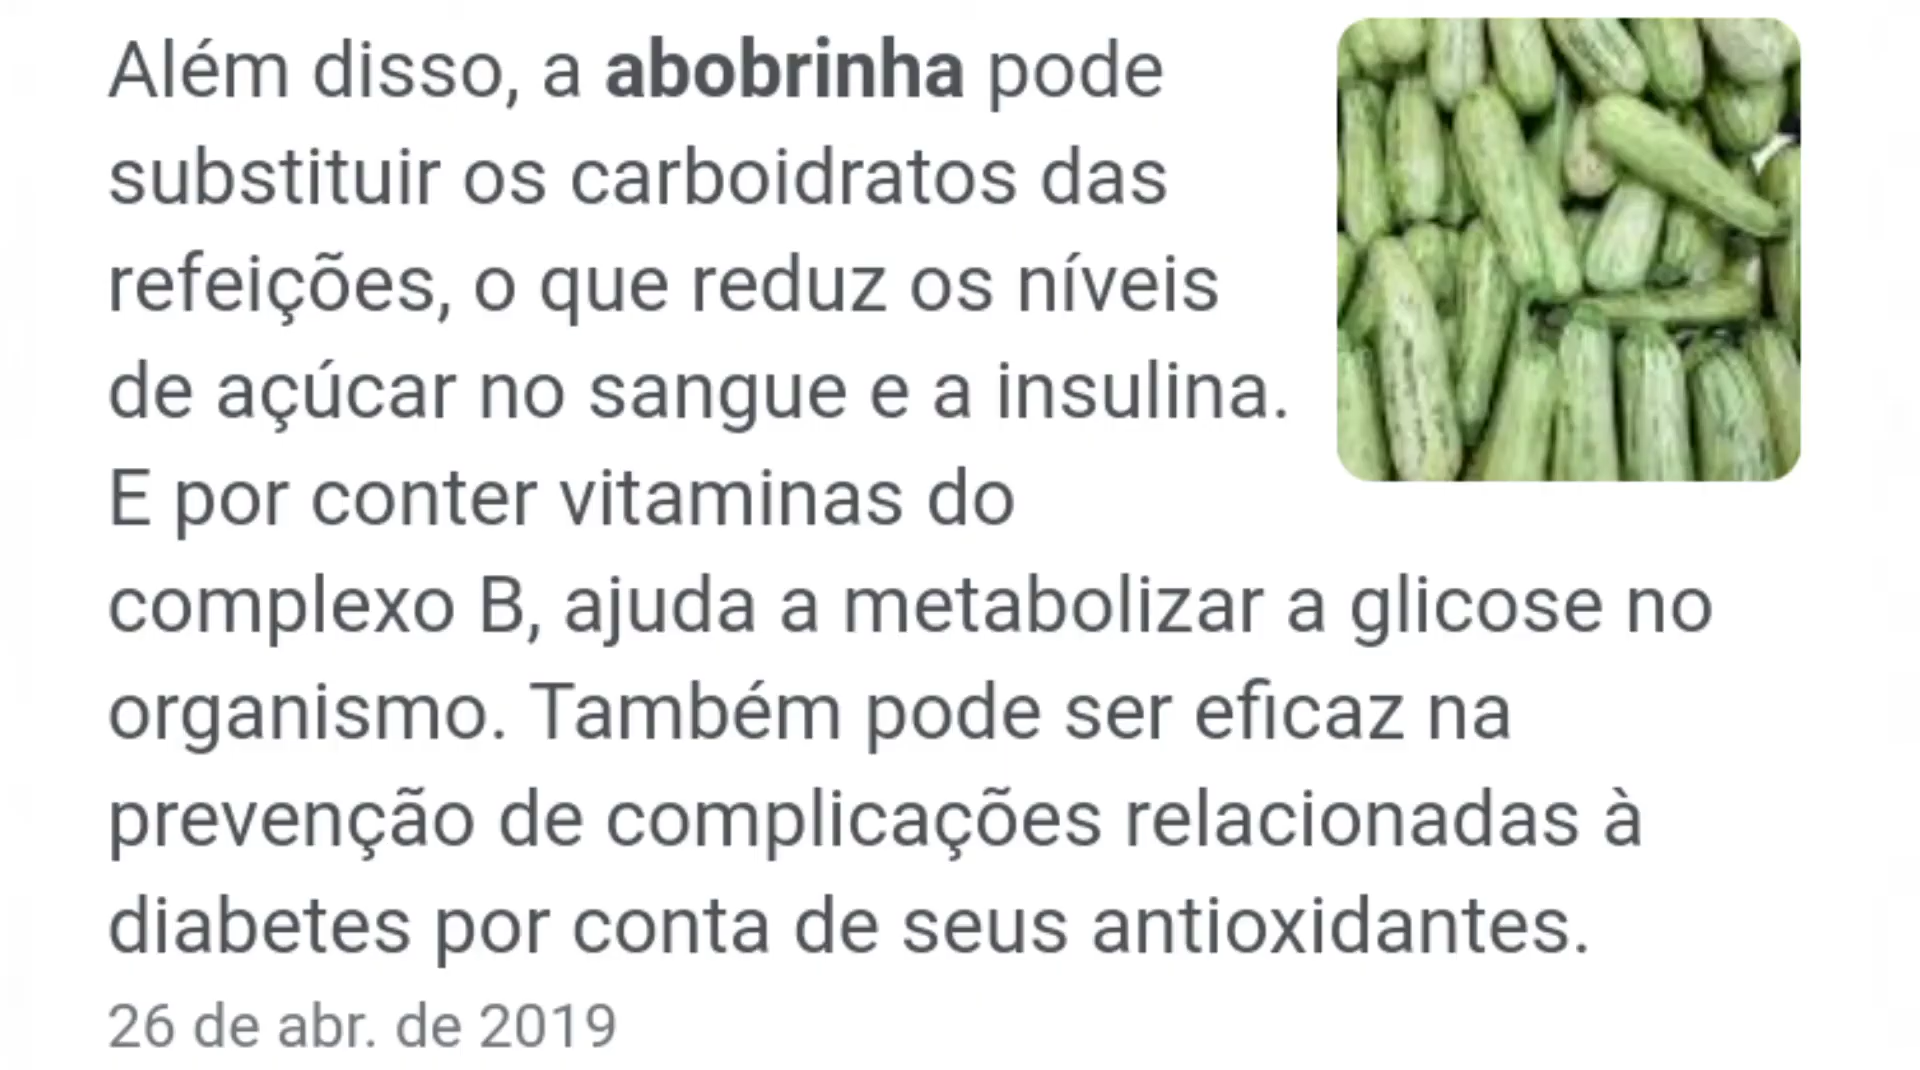 Além disso, a abobrinha pode
substituir os carboidratos das
refeições, o que reduz os níveis
de açúcar no sangue e a insulina.
E por conter vitaminas do
complexo B, ajuda a metabolizar a glicose no
organismo. Também pode ser eficaz na
prevenção de complicações relacionadas à
diabetes por conta de seus antioxidantes.
26 de abr. de 2019